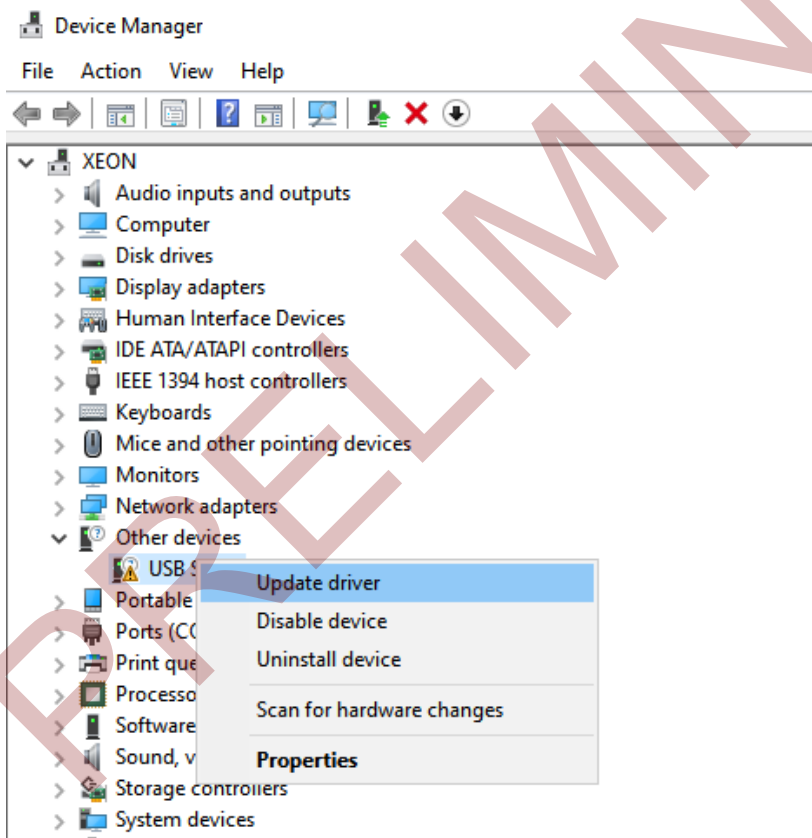 Device Manager
File Action View Help
XEON
Audio inputs and outputs
Computer
Disk drives
Display adapters
Human Interface Devices
IDE ATA/ATAPI controllers
IEEE 1394 host controllers
Keyboards
Mice and other pointing devices
Monitors
Network adapters
Other devices
USB S
Update driver
Disable device
Uninstall device
Scan for hardware changes
Properties
Portable
Ports (CO
Print que
Processo
Software
Sound, v
Storage controllers
System devices
PRELIMIN